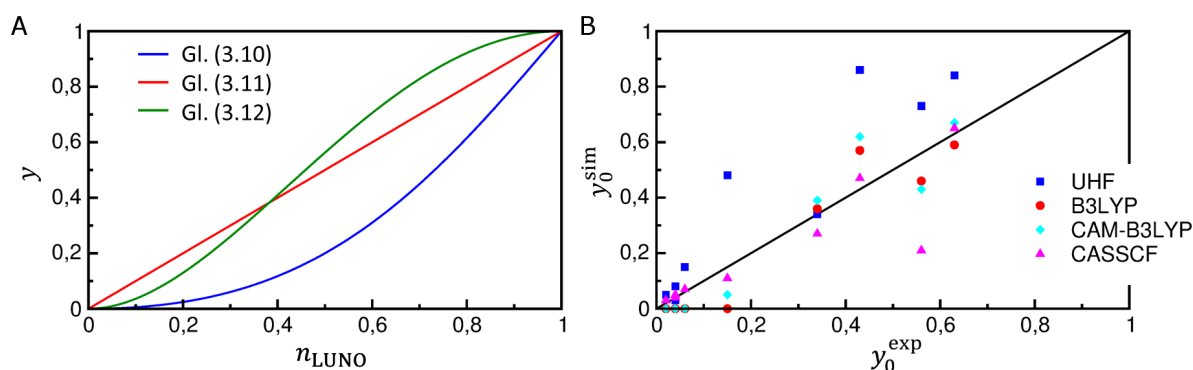 A
B
1
0,8
0,6
0,4
0,2
0
y
Gl. (3.10)
Gl. (3.11)
Gl. (3.12)
0
0,2
0,4
0,6
0,8
1
n_LUNO
1
0,8
0,6
0,4
0,2
0
y_0^sim
UHF
B3LYP
CAM-B3LYP
CASSCF
0
0,2
0,4
0,6
0,8
1
y_0^exp